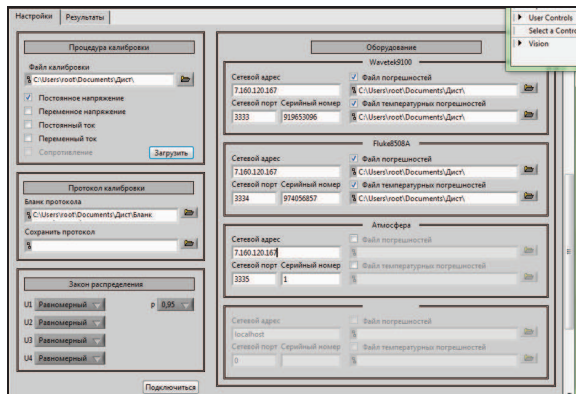 Настройки Результаты
User Controls
Select a Contro
Vision
Процедура калибровки
Файл калибровки
C:\Users\root\Documents\Дист\
Постоянное напряжение
Переменное напряжение
Постоянный ток
Переменный ток
Сопротивление Загрузить
Протокол калибровки
Бланк протокола
C:\Users\root\Documents\Дист\Бланк
Сохранить протокол
Закон распределения
U1 Равномерный p 0,95
U2 Равномерный
U3 Равномерный
U4 Равномерный
Подключиться
Оборудование
Wavetek9100
Сетевой адрес Файл погрешностей
7.160.120.167 C:\Users\root\Documents\Дист\
Сетевой порт Серийный номер Файл температурных погрешностей
3333 919653096 C:\Users\root\Documents\Дист\
Fluke8508A
Сетевой адрес Файл погрешностей
7.160.120.167 C:\Users\root\Documents\Дист\
Сетевой порт Серийный номер Файл температурных погрешностей
3334 974056857 C:\Users\root\Documents\Дист\
Атмосфера
Сетевой адрес Файл погрешностей
7.160.120.167
Сетевой порт Серийный номер Файл температурных погрешностей
3335 1
Сетевой адрес Файл погрешностей
localhost
Сетевой порт Серийный номер Файл температурных погрешностей
0